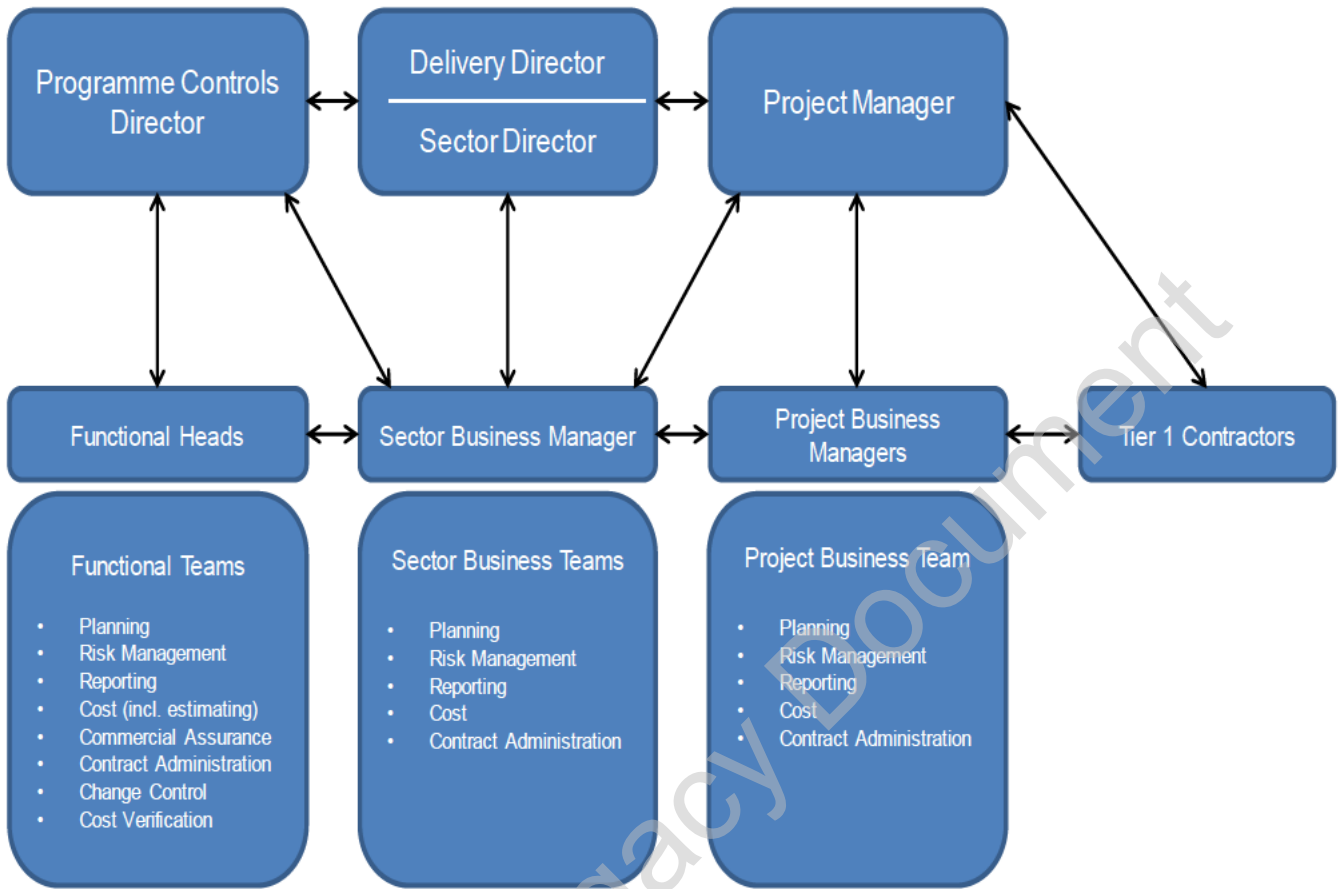 Programme Controls
Director
Delivery Director
Sector Director
Project Manager
Functional Heads
Sector Business Manager
Project Business
Managers
Tier 1 Contractors
Functional Teams
• Planning
• Risk Management
• Reporting
• Cost (incl. estimating)
• Commercial Assurance
• Contract Administration
• Change Control
• Cost Verification
Sector Business Teams
• Planning
• Risk Management
• Reporting
• Cost
• Contract Administration
Project Business Team
• Planning
• Risk Management
• Reporting
• Cost
• Contract Administration
Document